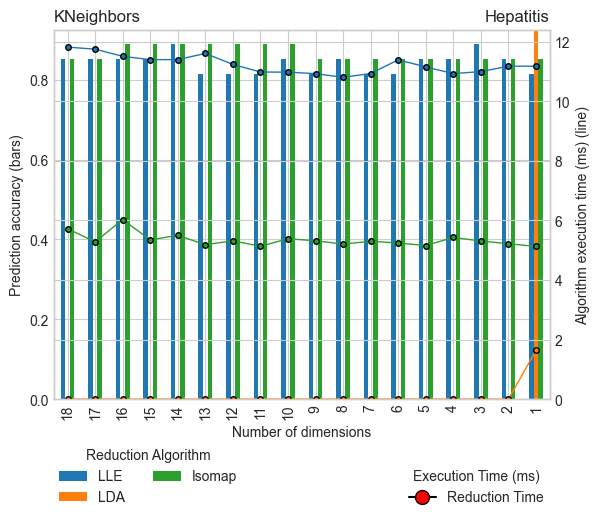 KNeighbors Hepatitis
0.8
0.6
0.4
0.2
0.0
Prediction accuracy (bars)
12
10
8
6
4
2
0
Algorithm execution time (ms) (line)
18 17 16 15 14 13 12 11 10 9 8 7 6 5 4 3 2 1
Number of dimensions
Reduction Algorithm
LLE Isomap
LDA
Execution Time (ms)
Reduction Time